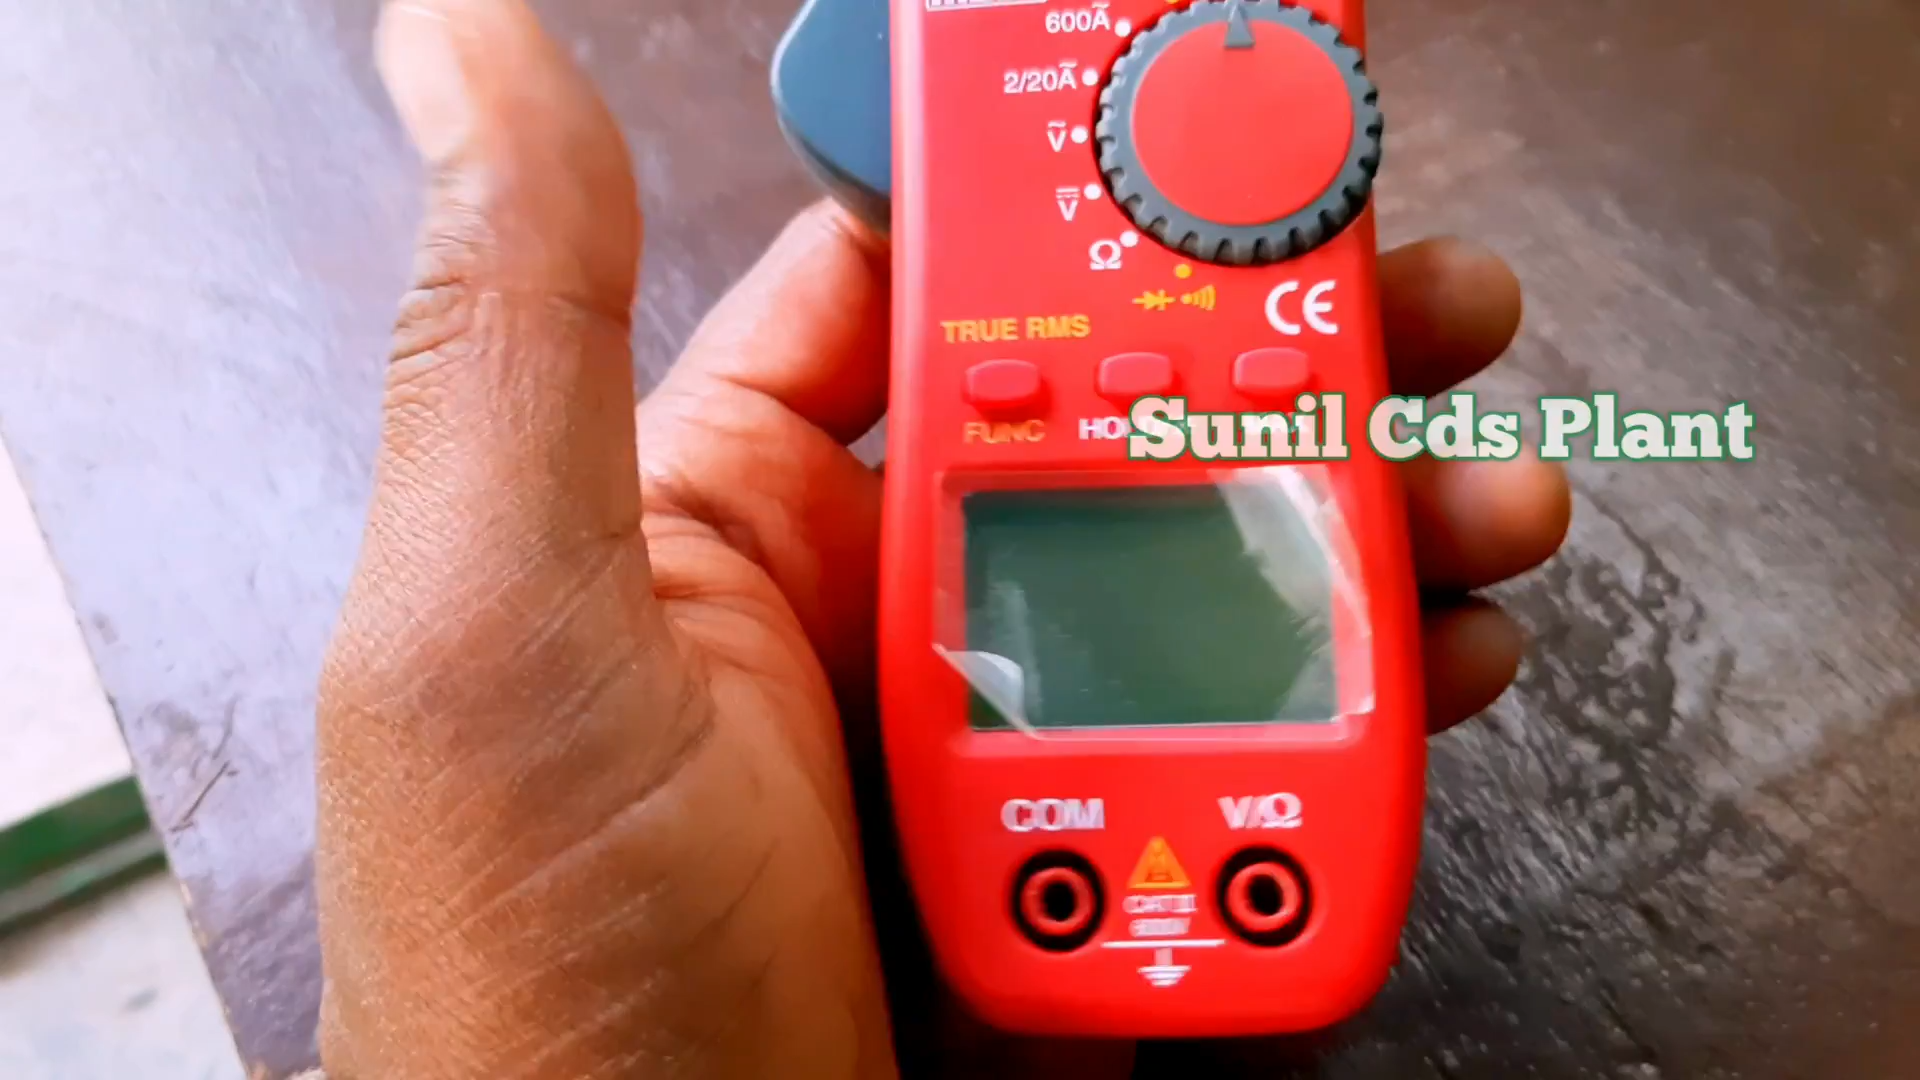 600Ã
2/20Ã
Ṽ
V
Ω
TRUE RMS
CE
FUNC
Sunil Cds Plant
COM
V/Ω